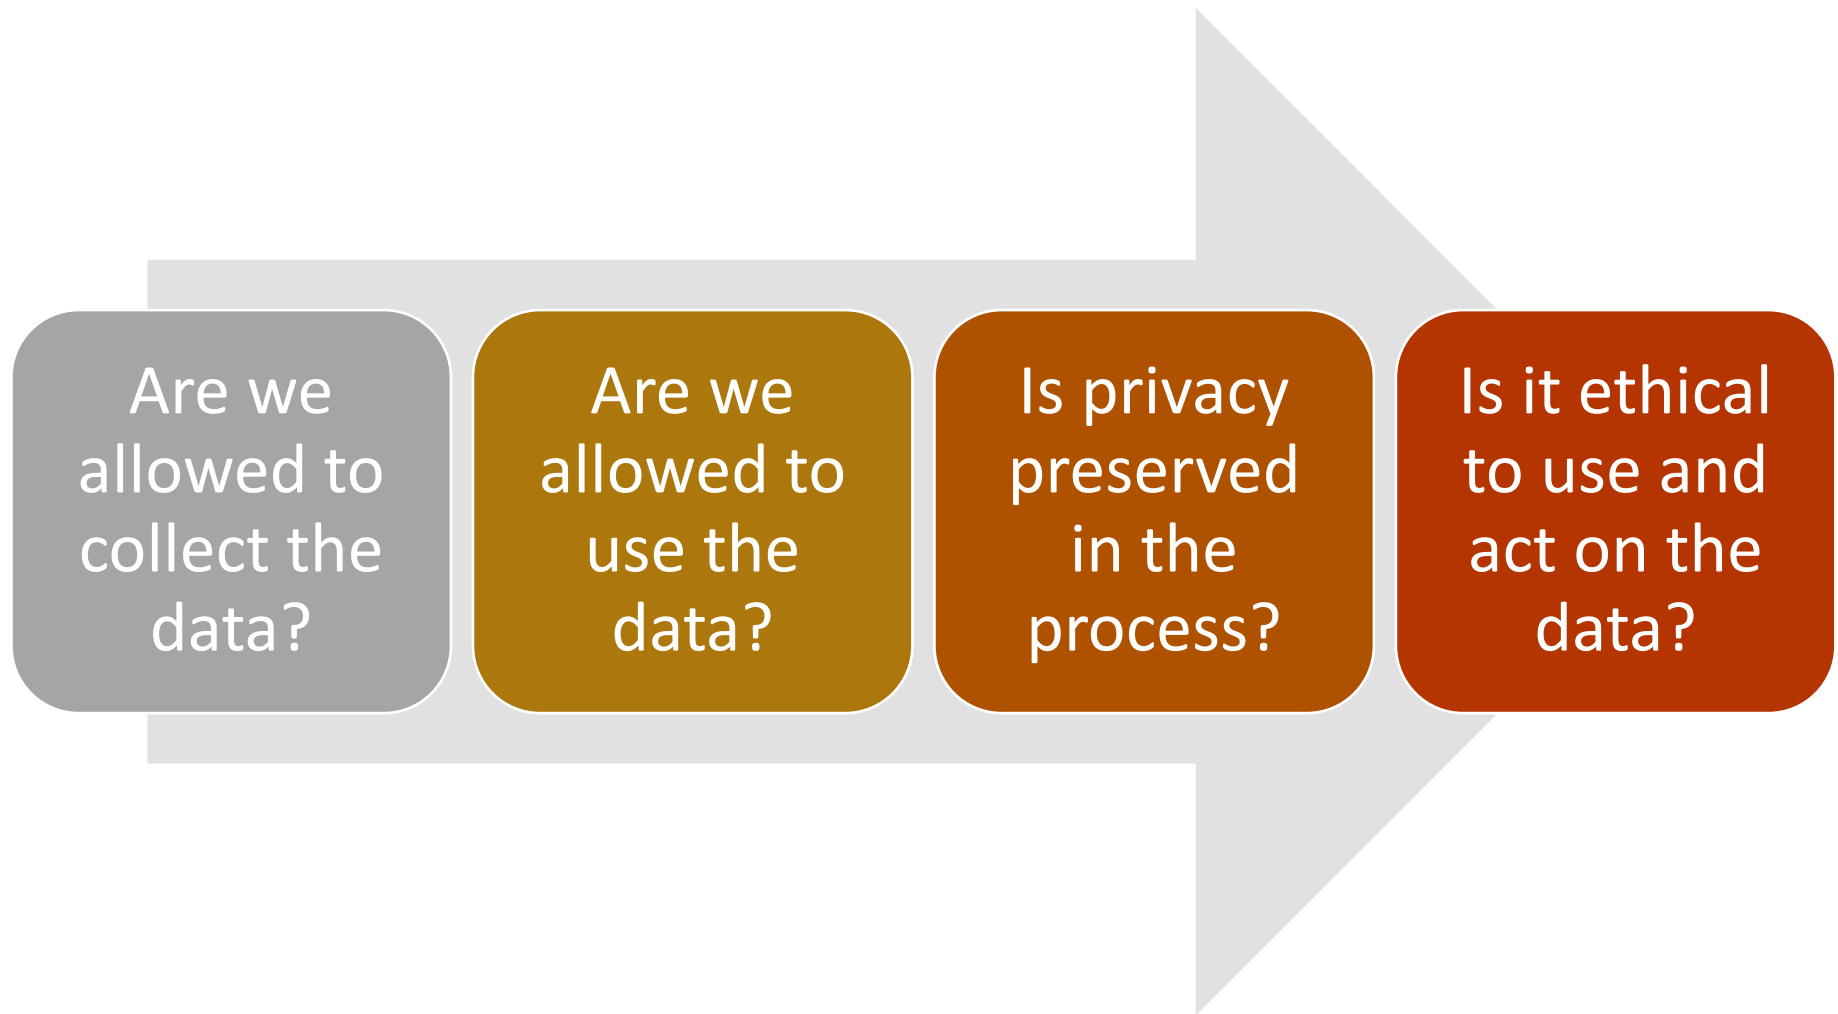 Are we
allowed to
collect the
data?
Are we
allowed to
use the
data?
Is privacy
preserved
in the
process?
Is it ethical
to use and
act on the
data?